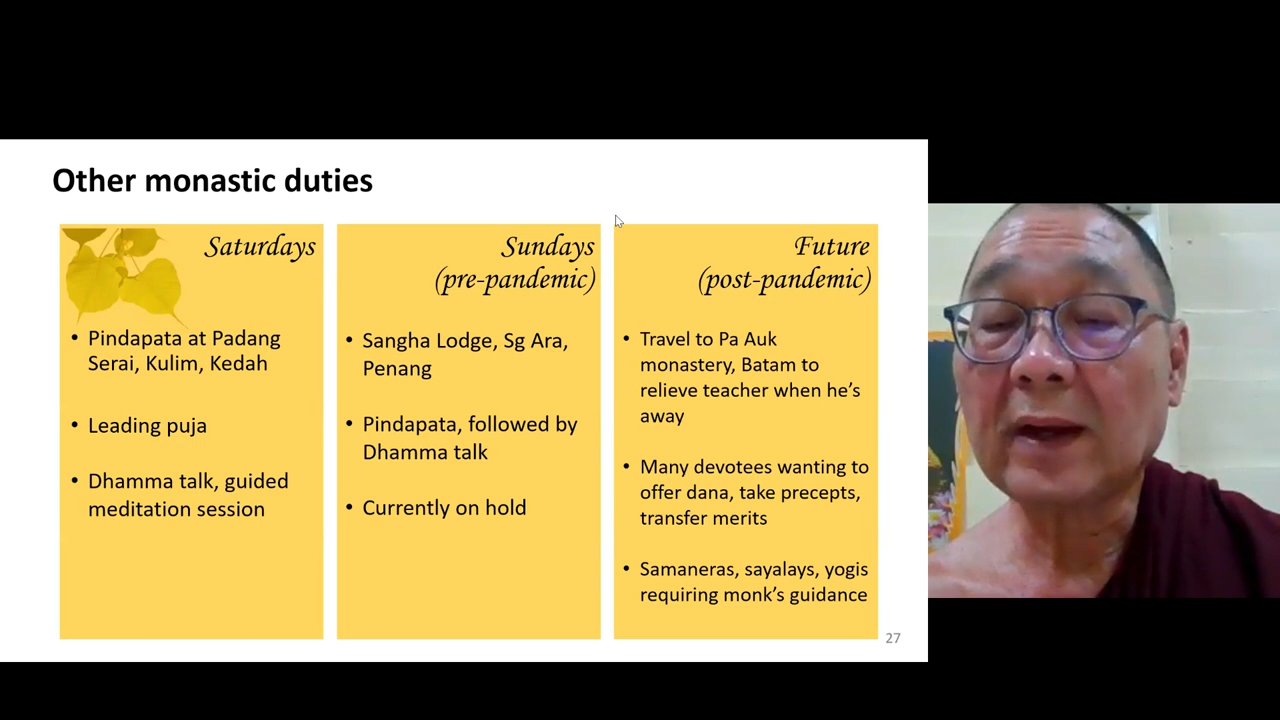 Other monastic duties
Saturdays
• Pindapata at Padang
Serai, Kulim, Kedah
• Leading puja
• Dhamma talk, guided
meditation session
Sundays
(pre-pandemic)
• Sangha Lodge, Sg Ara,
Penang
• Pindapata, followed by
Dhamma talk
• Currently on hold
Future
(post-pandemic)
• Travel to Pa Auk
monastery, Batam to
relieve teacher when he’s
away
• Many devotees wanting to
offer dana, take precepts,
transfer merits
• Samaneras, sayalays, yogis
requiring monk’s guidance
27